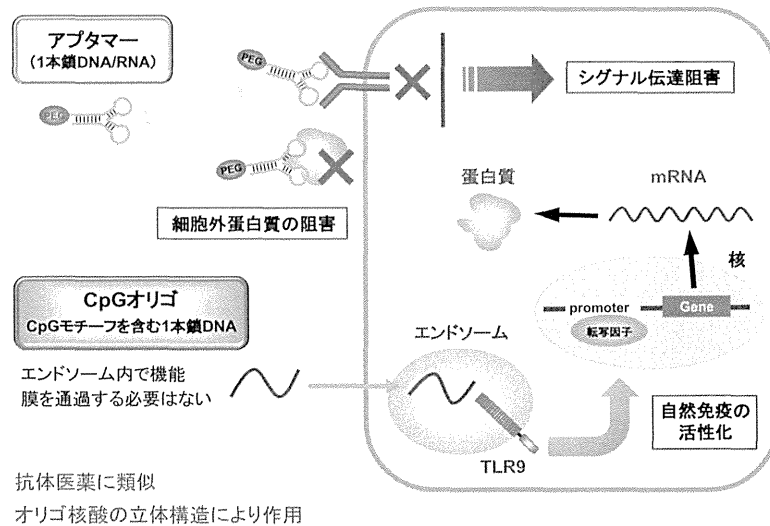 アプタマー
(1本鎖DNA/RNA)
PEG
PEG
シグナル伝達阻害
PEG
細胞外蛋白質の阻害
蛋白質
mRNA
核
promoter
Gene
転写因子
CpGオリゴ
CpGモチーフを含む1本鎖DNA
エンドソーム
エンドソーム内で機能
膜を通過する必要はない
TLR9
自然免疫の
活性化
抗体医薬に類似
オリゴ核酸の立体構造により作用